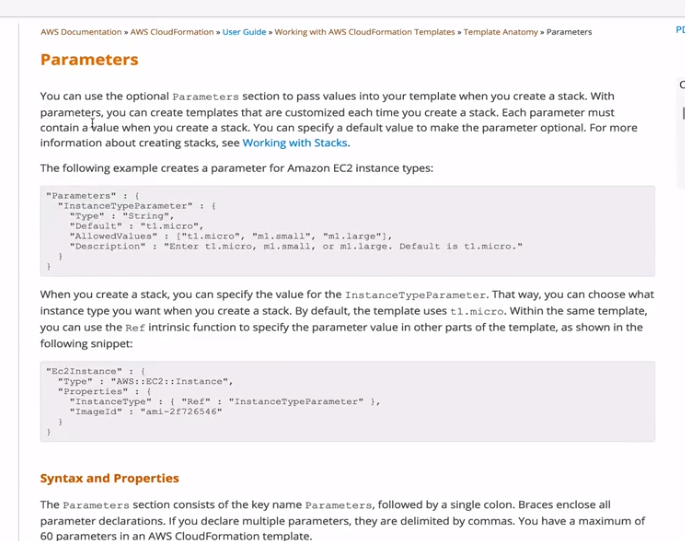 AWS Documentation » AWS CloudFormation » User Guide » Working with AWS CloudFormation Templates » Template Anatomy » Parameters
Parameters
You can use the optional Parameters section to pass values into your template when you create a stack. With
parameters, you can create templates that are customized each time you create a stack. Each parameter must
contain a value when you create a stack. You can specify a default value to make the parameter optional. For more
information about creating stacks, see Working with Stacks.
The following example creates a parameter for Amazon EC2 instance types:
"Parameters" : {
"InstanceTypeParameter" : {
"Type" : "String",
"Default" : "t1.micro",
"AllowedValues" : ["t1.micro", "m1.small", "m1.large"],
"Description" : "Enter t1.micro, m1.small, or m1.large. Default is t1.micro."
}
}
When you create a stack, you can specify the value for the InstanceTypeParameter. That way, you can choose what
instance type you want when you create a stack. By default, the template uses t1.micro. Within the same template,
you can use the Ref intrinsic function to specify the parameter value in other parts of the template, as shown in the
following snippet:
"Ec2Instance" : {
"Type" : "AWS::EC2::Instance",
"Properties" : {
"InstanceType" : { "Ref" : "InstanceTypeParameter" },
"ImageId" : "ami-2f726546"
}
}
Syntax and Properties
The Parameters section consists of the key name Parameters, followed by a single colon. Braces enclose all
parameter declarations. If you declare multiple parameters, they are delimited by commas. You have a maximum of
60 parameters in an AWS CloudFormation template.